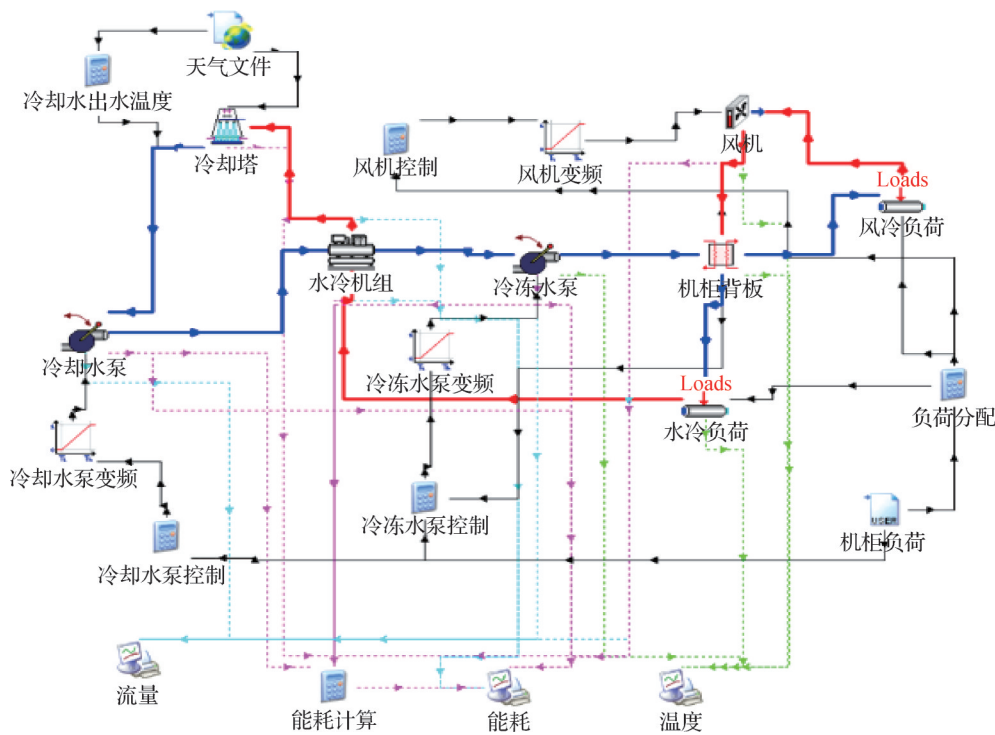 天气文件
冷却水出水温度
冷却塔
风机控制
风机变频
风机
Loads
风冷负荷
水冷机组
冷冻水泵
机柜背板
冷却水泵
冷冻水泵变频
Loads
水冷负荷
负荷分配
冷却水泵变频
冷冻水泵控制
USER
机柜负荷
冷却水泵控制
流量
能耗计算
能耗
温度